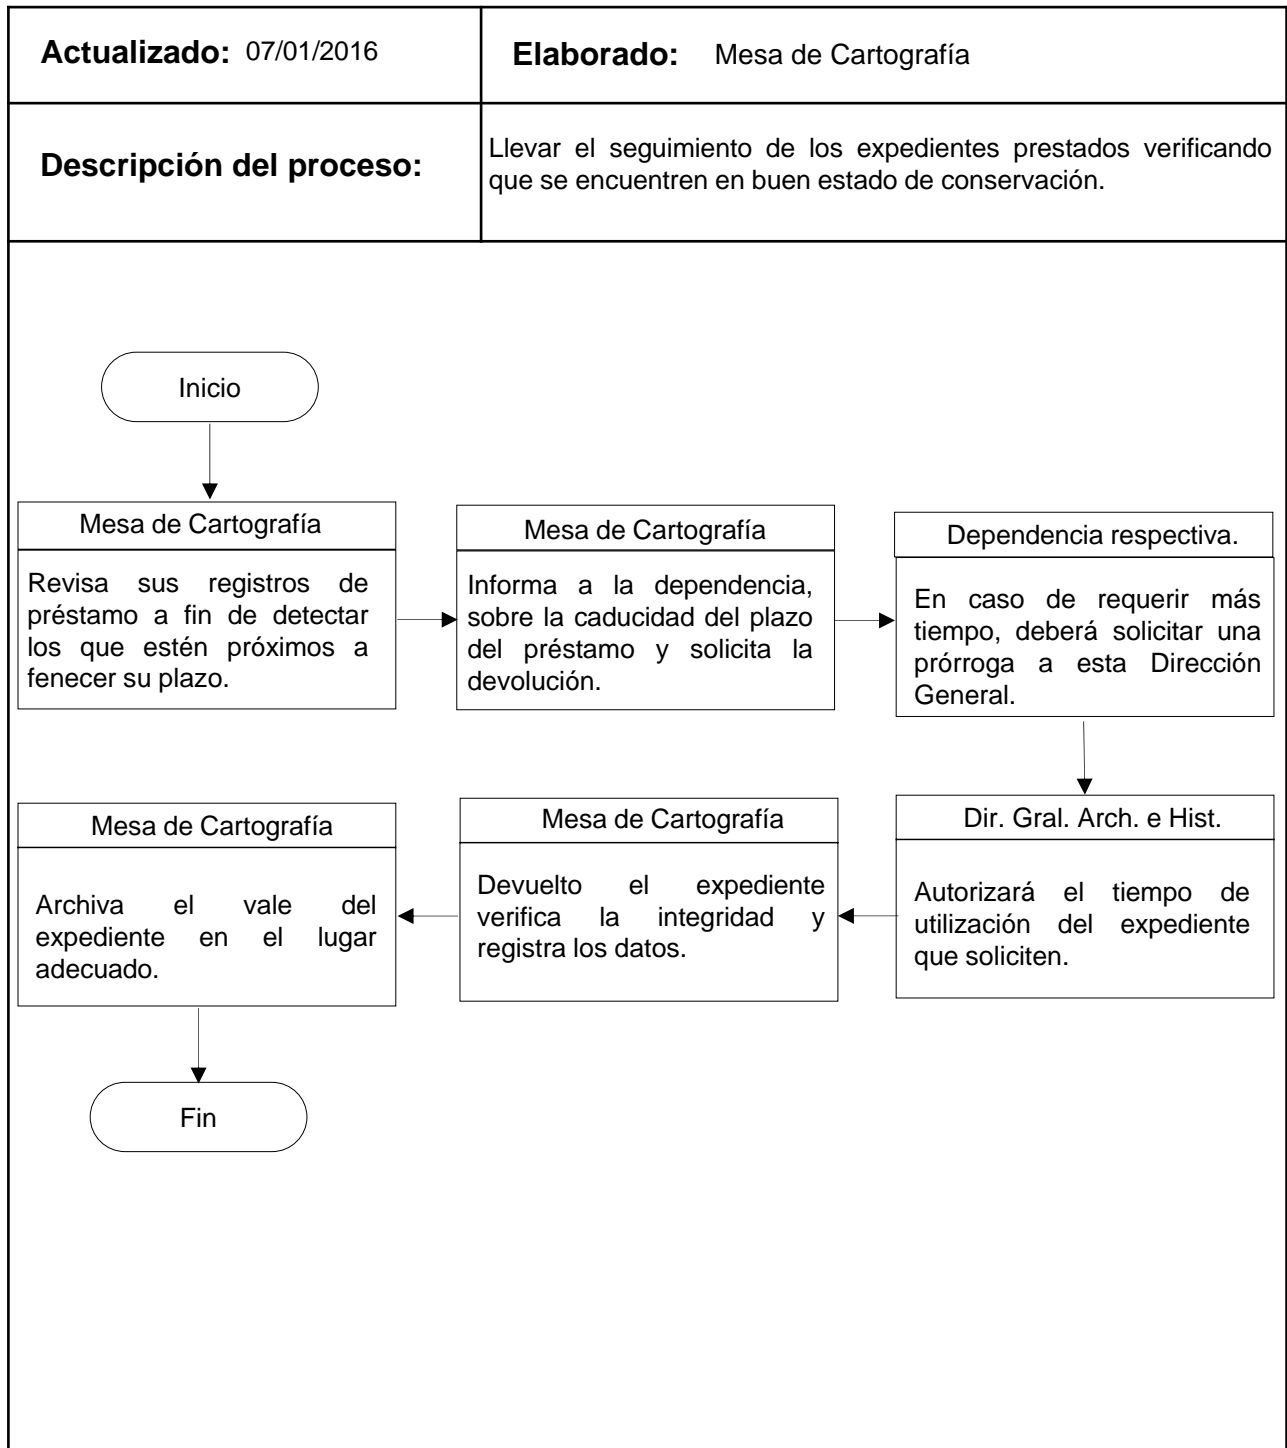 Actualizado: 07/01/2016
Elaborado: Mesa de Cartografía
Descripción del proceso:
Llevar el seguimiento de los expedientes prestados verificando
que se encuentren en buen estado de conservación.
Inicio
Mesa de Cartografía
Revisa sus registros de
préstamo a fin de detectar
los que estén próximos a
fenecer su plazo.
Mesa de Cartografía
Informa a la dependencia,
sobre la caducidad del plazo
del préstamo y solicita la
devolución.
Dependencia respectiva.
En caso de requerir más
tiempo, deberá solicitar una
prórroga a esta Dirección
General.
Dir. Gral. Arch. e Hist.
Autorizará el tiempo de
utilización del expediente
que soliciten.
Mesa de Cartografía
Devuelto el expediente
verifica la integridad y
registra los datos.
Mesa de Cartografía
Archiva el vale del
expediente en el lugar
adecuado.
Fin